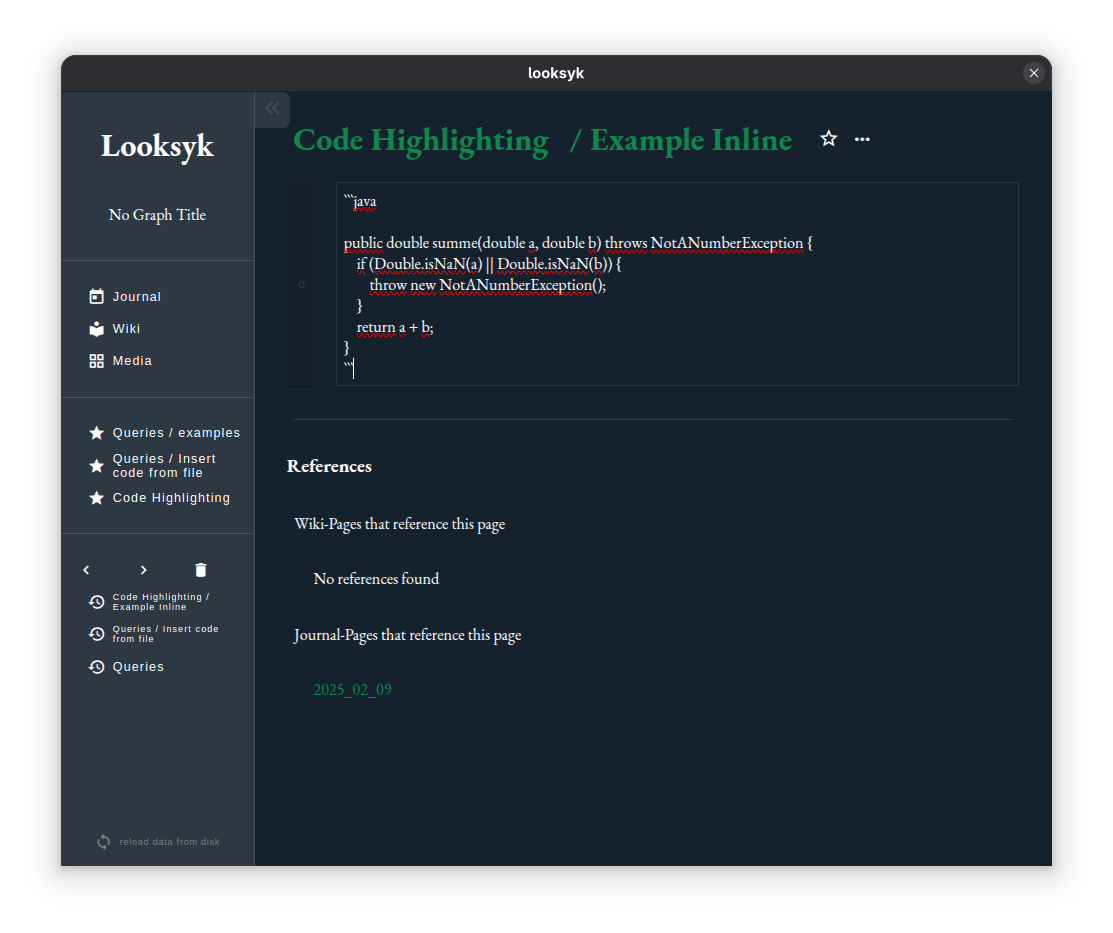 looksyk
Looksyk
No Graph Title
Journal
Wiki
Media
Queries / examples
Queries / Insert
code from file
Code Highlighting
Code Highlighting /
Example Inline
Queries / Insert code
from file
Queries
reload data from disk
Code Highlighting / Example Inline
```java
public double summe(double a, double b) throws NotANumberException {
    if (Double.isNaN(a) || Double.isNaN(b)) {
        throw new NotANumberException();
    }
    return a + b;
}
```
References
Wiki-Pages that reference this page
No references found
Journal-Pages that reference this page
2025_02_09